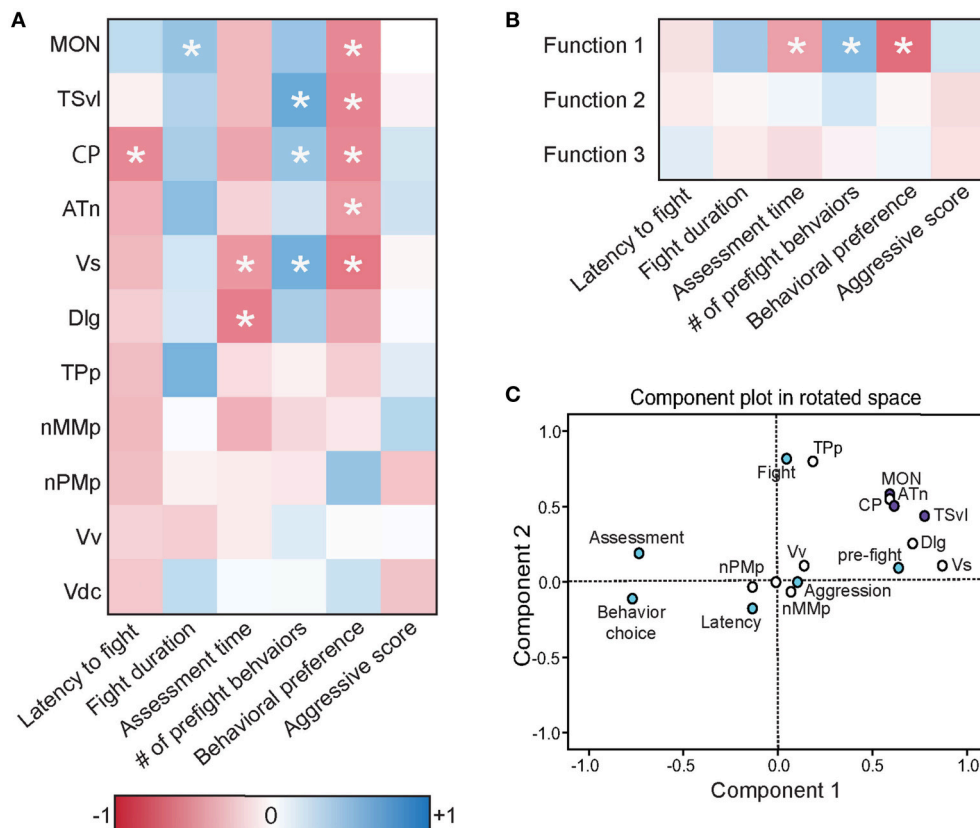 A
MON
TSvl
CP
ATn
Vs
Dlg
TPp
nMMp
nPMp
Vv
Vdc
Latency to fight
Fight duration
Assessment time
# of prefight behvaiors
Behavioral preference
Aggressive score
-1 0 +1
B
Function 1
Function 2
Function 3
Latency to fight
Fight duration
Assessment time
# of prefight behvaiors
Behavioral preference
Aggressive score
C
Component plot in rotated space
Component 2
1.0
0.5
0.0
-0.5
-1.0
Fight
TPp
MON
CP
ATn
TSvl
Dlg
Assessment
pre-fight
Vs
nPMp
Vv
Aggression
Behavior
choice
Latency
nMMp
-1.0 -0.5 0.0 0.5 1.0
Component 1